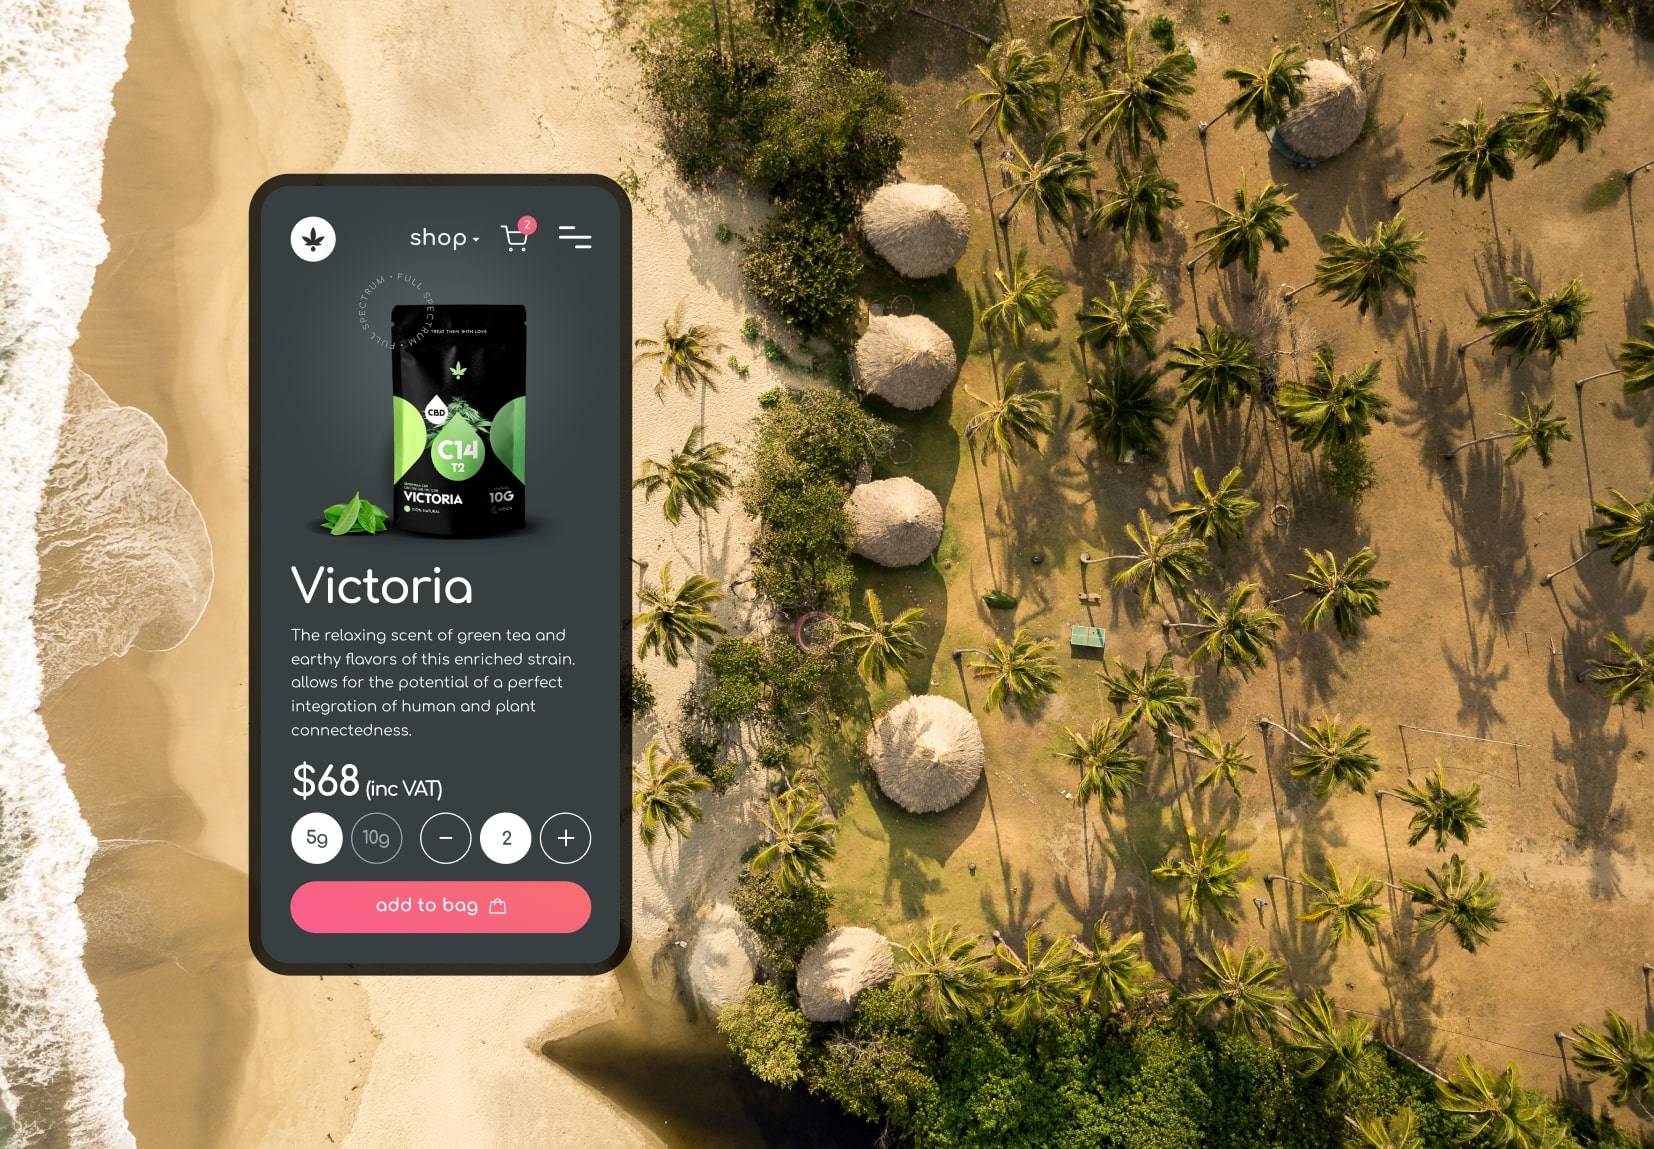 shop
2
FULL SPECTRUM • FULL SPECTRUM •
TREAT THEM WITH LOVE
CBD
C14
T2
VICTORIA
10G
100% NATURAL
INDICA
Victoria
The relaxing scent of green tea and
earthy flavors of this enriched strain.
allows for the potential of a perfect
integration of human and plant
connectedness.
$68 (inc VAT)
5g 10g − 2 +
add to bag